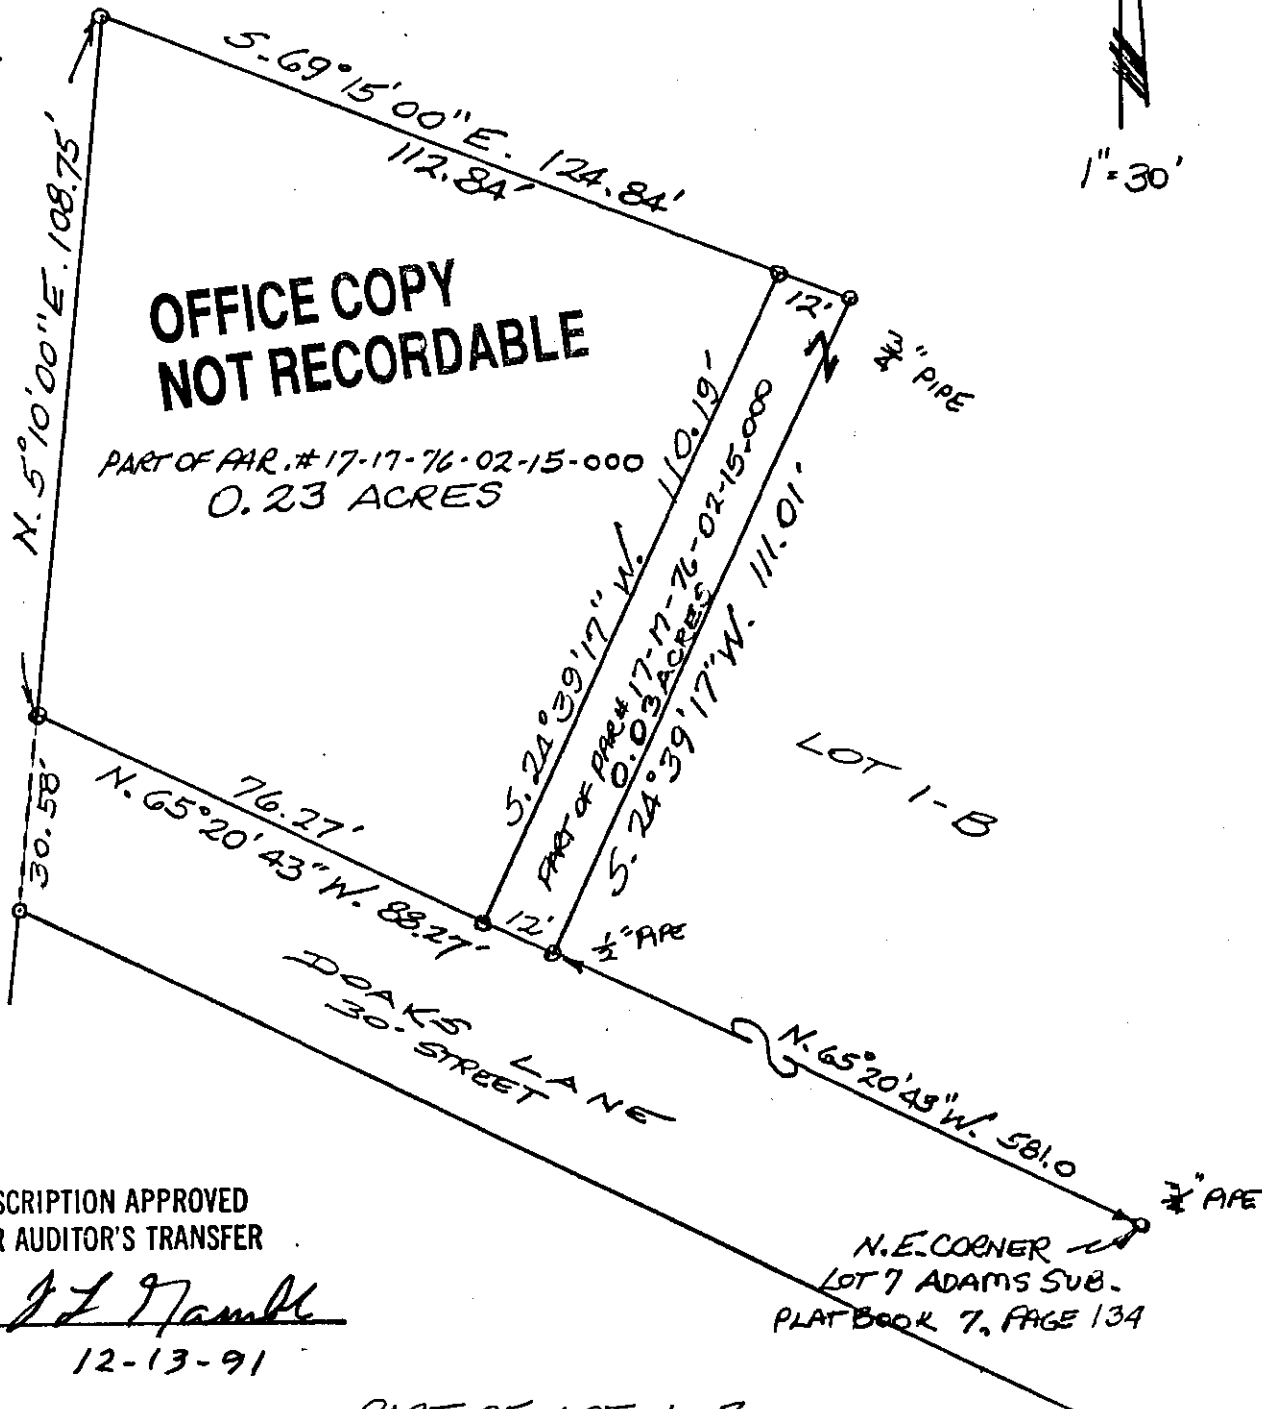 S. 69°15'00" E. 124.84'
112.84'
1"=30'
N. 5°10'00" E. 108.75'
OFFICE COPY
NOT RECORDABLE
12'
3/4" PIPE
PART OF PAR. # 17-17-76-02-15-000
0.23 ACRES
S. 24°39'17" W. 110.19'
PART OF PAR # 17-17-76-02-15-000
0.03 ACRES
S. 24°39'17" W. 111.01'
LOT 1-B
30.58'
76.27'
N. 65°20'43" W. 88.27'
12'
1/2" PIPE
DOAKS LANE
30' STREET
N. 65°20'43" W. 581.0
PIPE
N.E. CORNER
LOT 7 ADAMS SUB.
PLAT BOOK 7, PAGE 134
SCRIPTION APPROVED
R AUDITOR'S TRANSFER
12-13-91